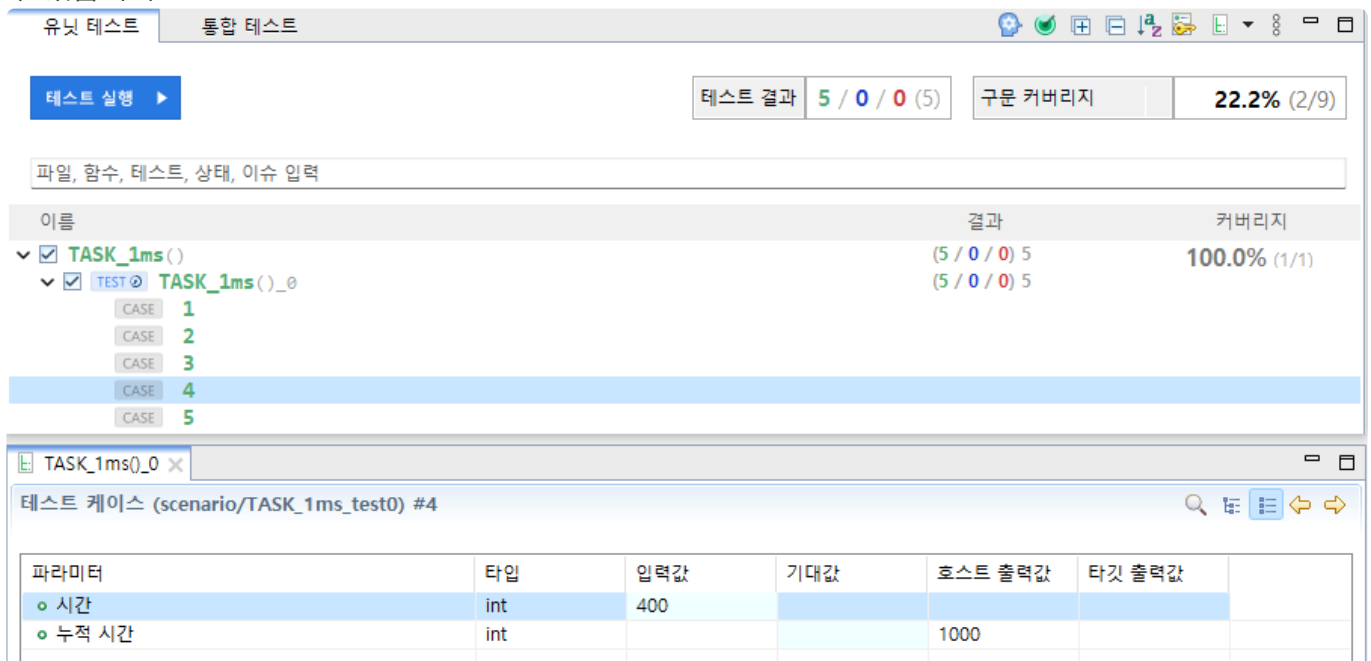 유닛 테스트 통합 테스트
테스트 실행 테스트 결과 5 / 0 / 0 (5) 구문 커버리지 22.2% (2/9)
파일, 함수, 테스트, 상태, 이슈 입력
이름 결과 커버리지
TASK_1ms() (5 / 0 / 0) 5 100.0% (1/1)
TEST TASK_1ms()_0 (5 / 0 / 0) 5
CASE 1
CASE 2
CASE 3
CASE 4
CASE 5
TASK_1ms()_0
테스트 케이스 (scenario/TASK_1ms_test0) #4
파라미터 타입 입력값 기대값 호스트 출력값 타깃 출력값
시간 int 400
누적 시간 int 1000